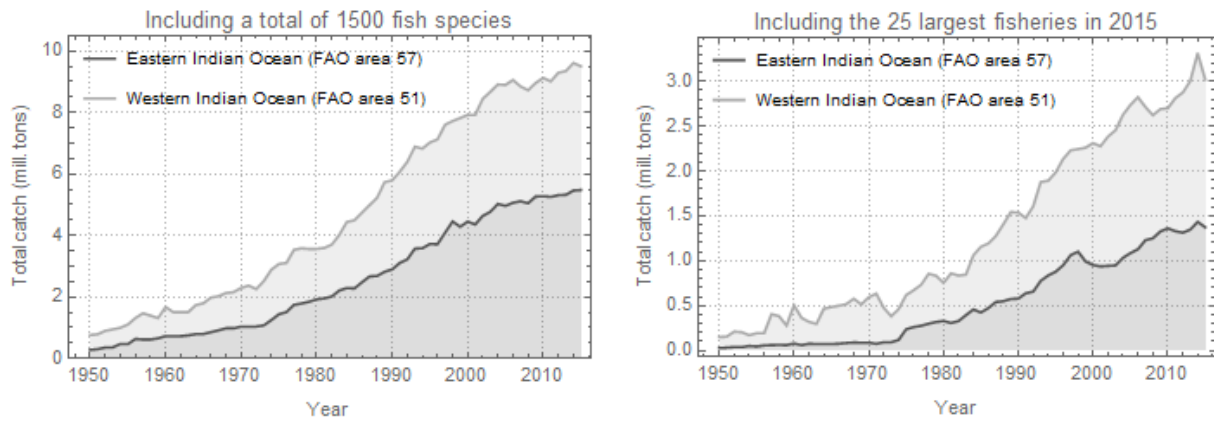 Including a total of 1500 fish species
10
8
6
4
2
0
Total catch (mill. tons)
Eastern Indian Ocean (FAO area 57)
Western Indian Ocean (FAO area 51)
1950 1960 1970 1980 1990 2000 2010
Year
Including the 25 largest fisheries in 2015
3.0
2.5
2.0
1.5
1.0
0.5
0.0
Total catch (mill. tons)
Eastern Indian Ocean (FAO area 57)
Western Indian Ocean (FAO area 51)
1950 1960 1970 1980 1990 2000 2010
Year